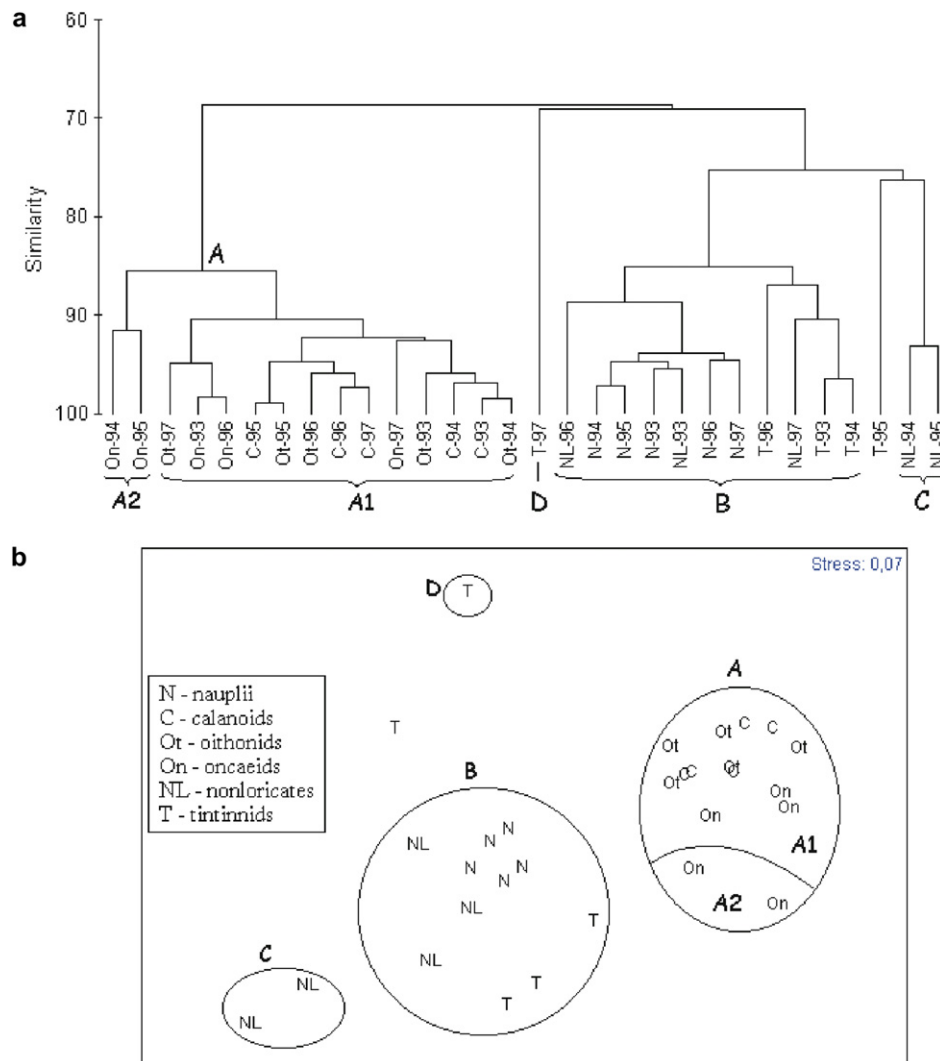 a
60
70
80
90
100
Similarity
A
On-94
On-95
Ot-97
On-93
On-96
C-95
Ot-95
Ot-96
C-96
C-97
On-97
Ot-93
C-94
C-93
Ot-94
T-97
NL-96
N-94
N-95
N-93
NL-93
N-96
N-97
T-96
NL-97
T-93
T-94
T-95
NL-94
NL-95
A2 A1 D B C
b
Stress: 0,07
D T
N - nauplii
C - calanoids
Ot - oithonids
On - oncaeids
NL - nonloricates
T - tintinnids
T
A
Ot C C Ot
Ot
Ot C C Ot C
On
On
On
A1
On
A2 On
B
N
NL N
N N
N
NL
T
NL
T
T
C
NL
NL